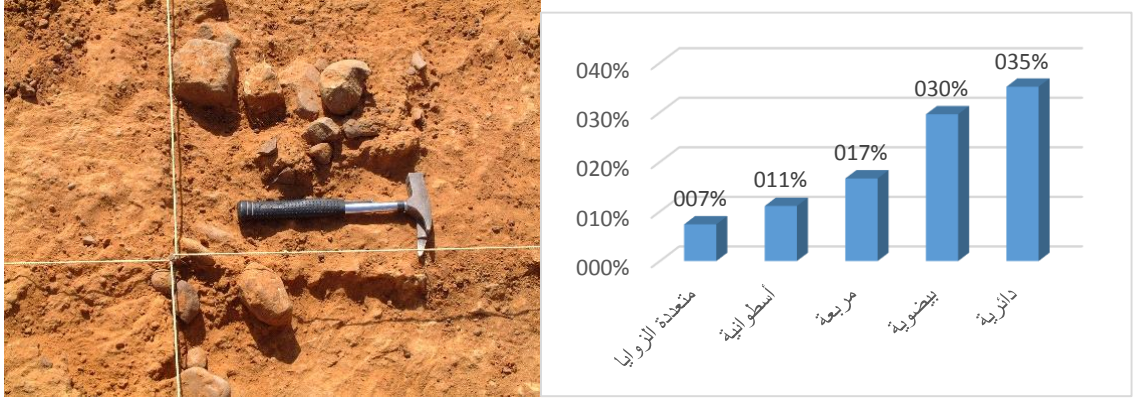 040%
030%
020%
010%
000%
007%
011%
017%
030%
035%
متعددة الزوايا
أسطوانية
مربعة
بيضوية
دائرية